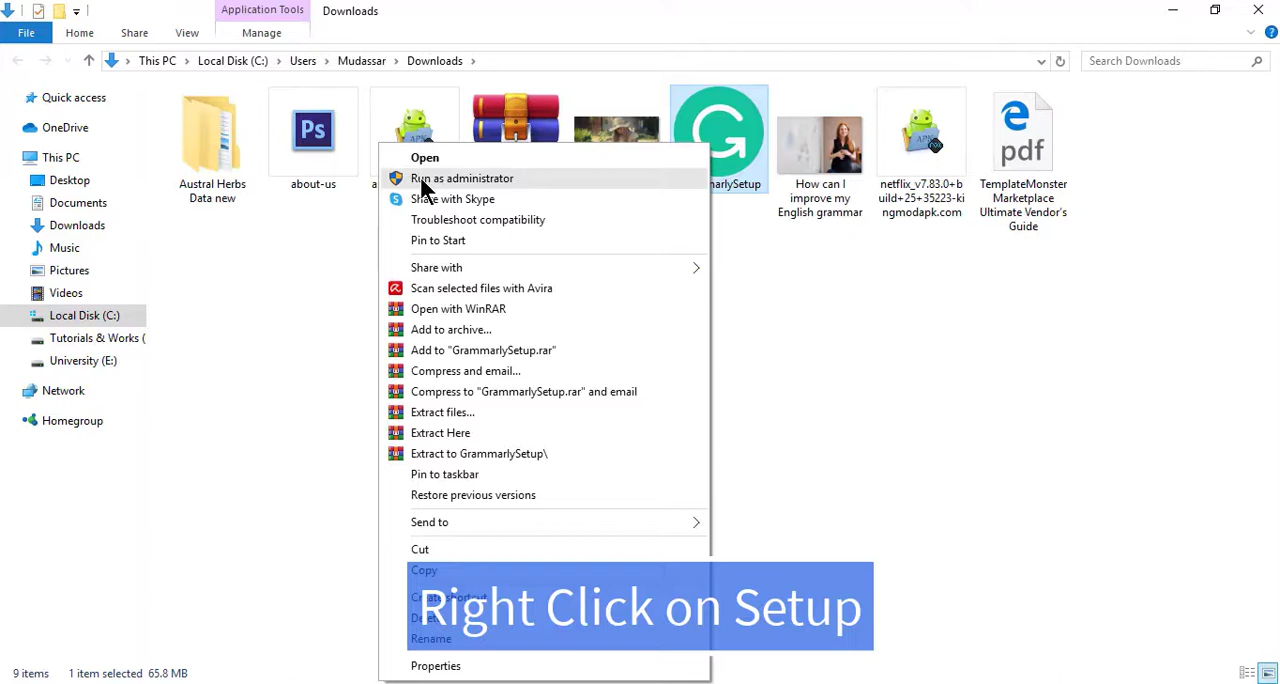 Application Tools
Downloads
File
Home
Share
View
Manage
This PC
Local Disk (C:)
Users
Mudassar
Downloads
Search Downloads
Quick access
OneDrive
This PC
Desktop
Documents
Downloads
Music
Pictures
Videos
Local Disk (C:)
Tutorials & Works (
University (E:)
Network
Homegroup
Ps
APK
pdf
Austral Herbs
Data new
about-us
How can I
improve my
English grammar
netflix_v7.83.0+b
uild+25+35223-ki
ngmodapk.com
TemplateMonster
Marketplace
Ultimate Vendor's
Guide
Open
Run as administrator
Share with Skype
Troubleshoot compatibility
Pin to Start
Share with
Scan selected files with Avira
Open with WinRAR
Add to archive...
Add to "GrammarlySetup.rar"
Compress and email...
Compress to "GrammarlySetup.rar" and email
Extract files...
Extract Here
Extract to GrammarlySetup\
Pin to taskbar
Restore previous versions
Send to
Cut
Copy
Create shortcut
Delete
Rename
Properties
Right Click on Setup
9 items
1 item selected 65.8 MB